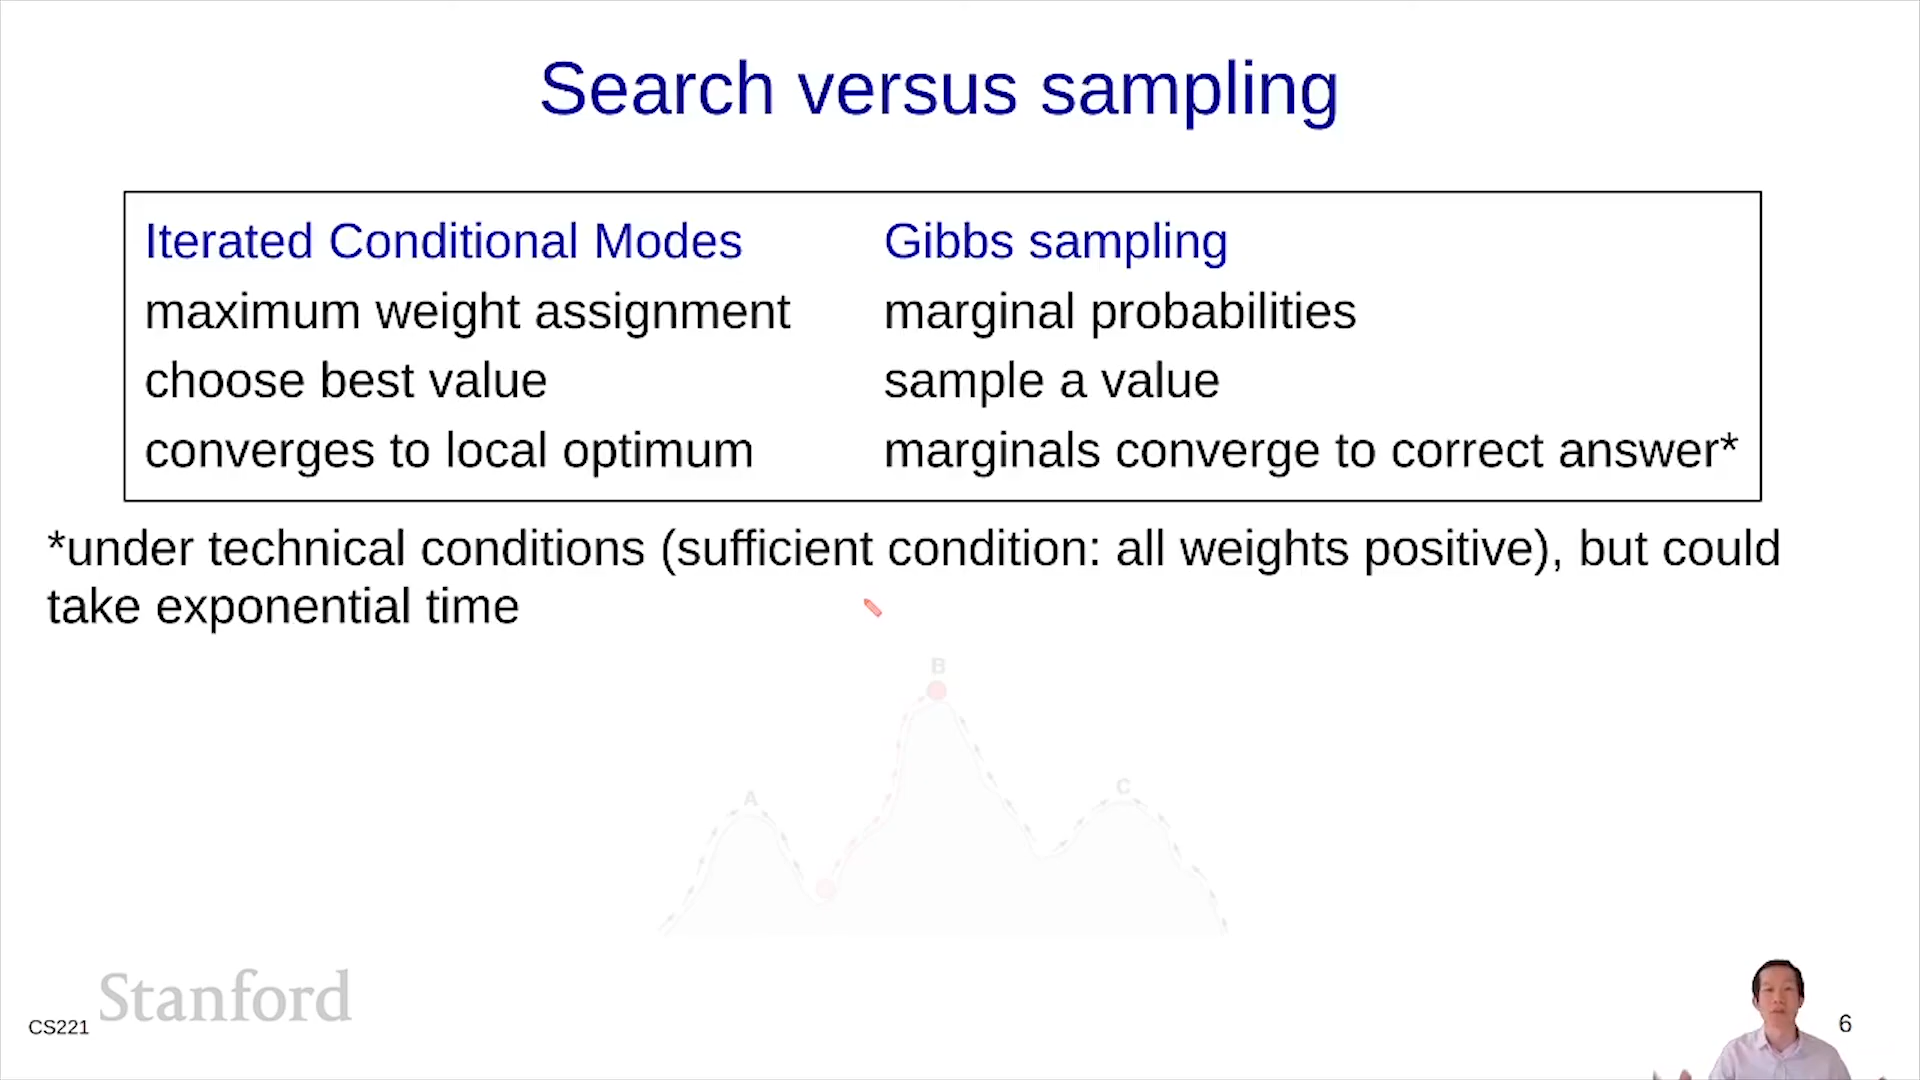 Search versus sampling
Iterated Conditional Modes
Gibbs sampling
maximum weight assignment
marginal probabilities
choose best value
sample a value
converges to local optimum
marginals converge to correct answer*
*under technical conditions (sufficient condition: all weights positive), but could
take exponential time
B
A
C
Stanford
CS221
6